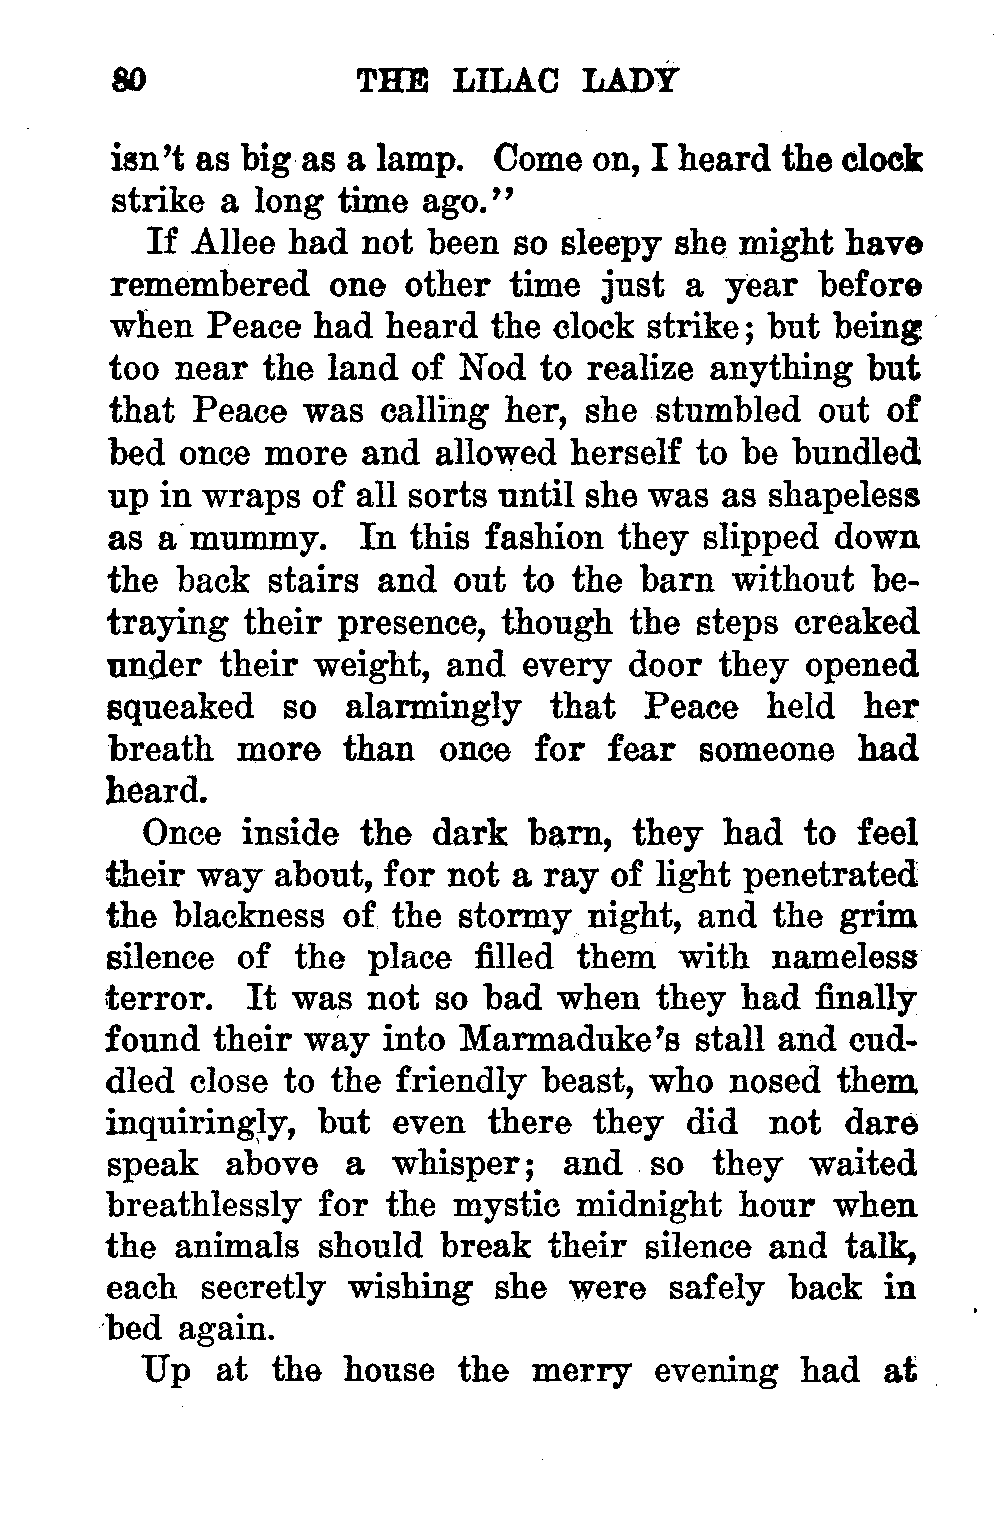 80 THE LILAC LADY
isn't as big as a lamp. Come on, I heard the clock
strike a long time ago."
If Allee had not been so sleepy she might have
remembered one other time just a year before
when Peace had heard the clock strike; but being
too near the land of Nod to realize anything but
that Peace was calling her, she stumbled out of
bed once more and allowed herself to be bundled
up in wraps of all sorts until she was as shapeless
as a mummy. In this fashion they slipped down
the back stairs and out to the barn without be-
traying their presence, though the steps creaked
under their weight, and every door they opened
squeaked so alarmingly that Peace held her
breath more than once for fear someone had
heard.
Once inside the dark barn, they had to feel
their way about, for not a ray of light penetrated
the blackness of the stormy night, and the grim
silence of the place filled them with nameless
terror. It was not so bad when they had finally
found their way into Marmaduke's stall and cud-
dled close to the friendly beast, who nosed them
inquiringly, but even there they did not dare
speak above a whisper; and so they waited
breathlessly for the mystic midnight hour when
the animals should break their silence and talk,
each secretly wishing she were safely back in
bed again.
Up at the house the merry evening had at